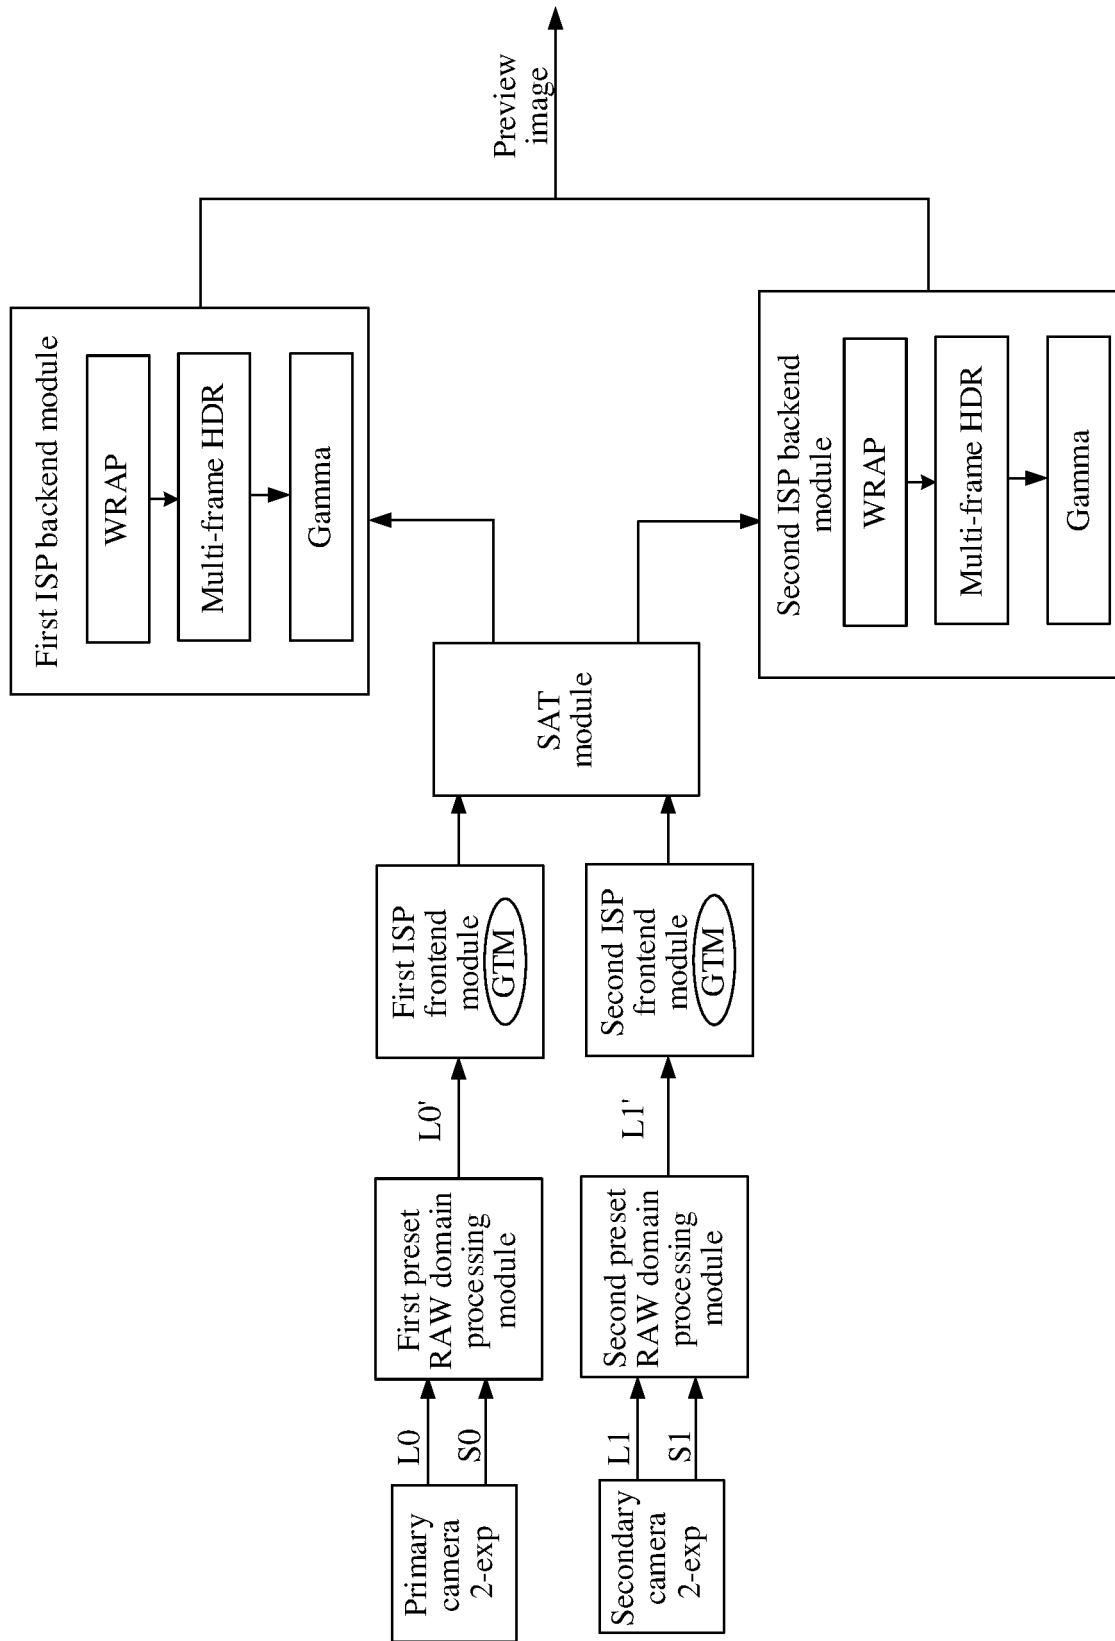 Primary
camera
2-exp
L0
S0
First preset
RAW domain
processing
module
L0'
First ISP
frontend
module
GTM
Secondary
camera
2-exp
L1
S1
Second preset
RAW domain
processing
module
L1'
Second ISP
frontend
module
GTM
SAT
module
First ISP backend module
WRAP
Multi-frame HDR
Gamma
Second ISP backend
module
WRAP
Multi-frame HDR
Gamma
Preview
image